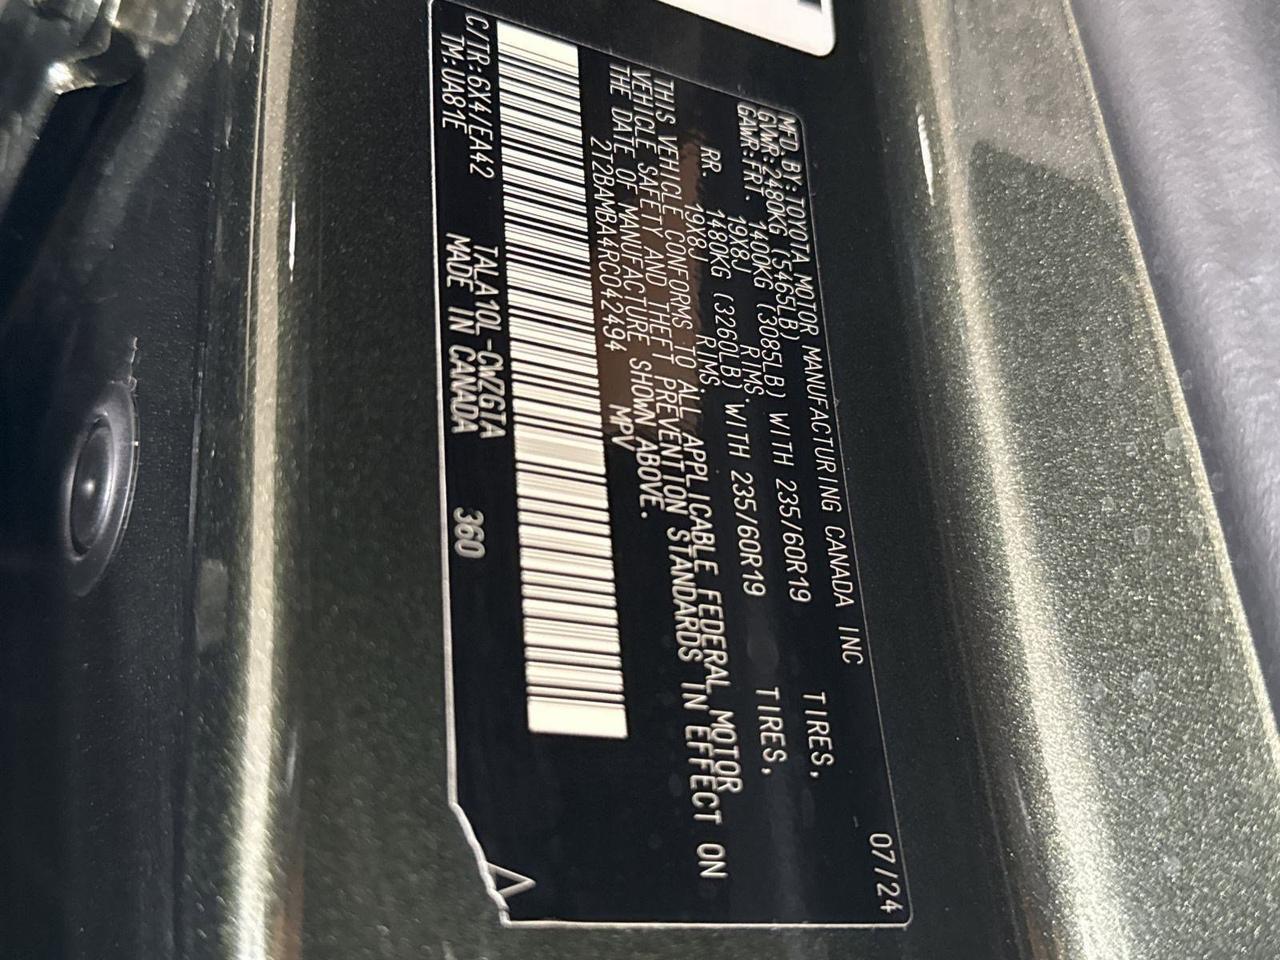 MFD.BY:TOYOTA MOTOR MANUFACTURING CANADA INC 07/24
GVWR:2480KG (5465LB)
GAWR:FRT. 1400KG (3085LB) WITH 235/60R19 TIRES,
19X8J RIMS.
RR. 1480KG (3260LB) WITH 235/60R19 TIRES,
19X8J RIMS.
THIS VEHICLE CONFORMS TO ALL APPLICABLE FEDERAL MOTOR
VEHICLE SAFETY AND THEFT PREVENTION STANDARDS IN EFFECT ON
THE DATE OF MANUFACTURE SHOWN ABOVE.
2T2BAMBA4RC042494 MPV
C/TR:6X4/EA42 TALA10L-CWZGTA 360
TM:UA81E MADE IN CANADA